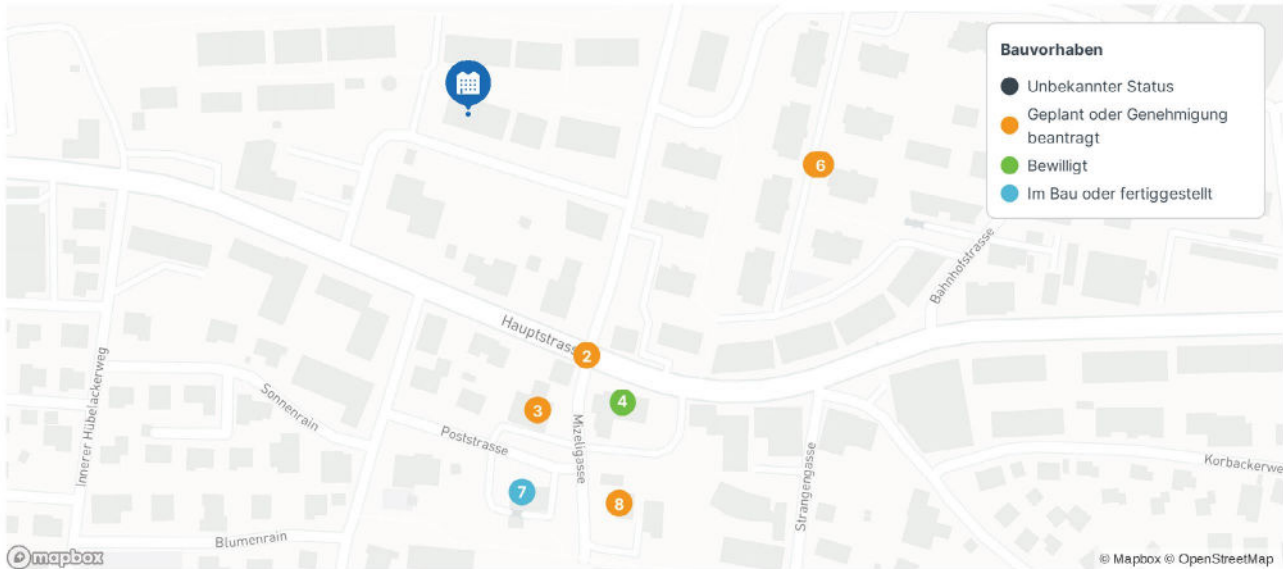 Bauvorhaben
Unbekannter Status
Geplant oder Genehmigung
beantragt
Bewilligt
Im Bau oder fertiggestellt
6
Bahnhofstrasse
Hauptstrasse
2
4
3
Innerer Hübelackerweg
Sonnenrain
Poststrasse
Mizeligasse
Strangengasse
Korbackerwe
7
8
Blumenrain
mapbox
© Mapbox © OpenStreetMap